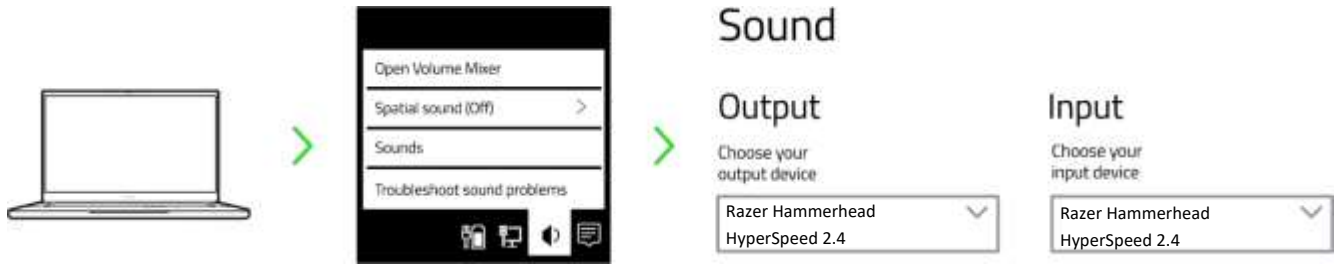 Open Volume Mixer
Spatial sound (Off)
Sounds
Troubleshoot sound problems
Sound
Output
Choose your
output device
Razer Hammerhead
HyperSpeed 2.4
Input
Choose your
input device
Razer Hammerhead
HyperSpeed 2.4